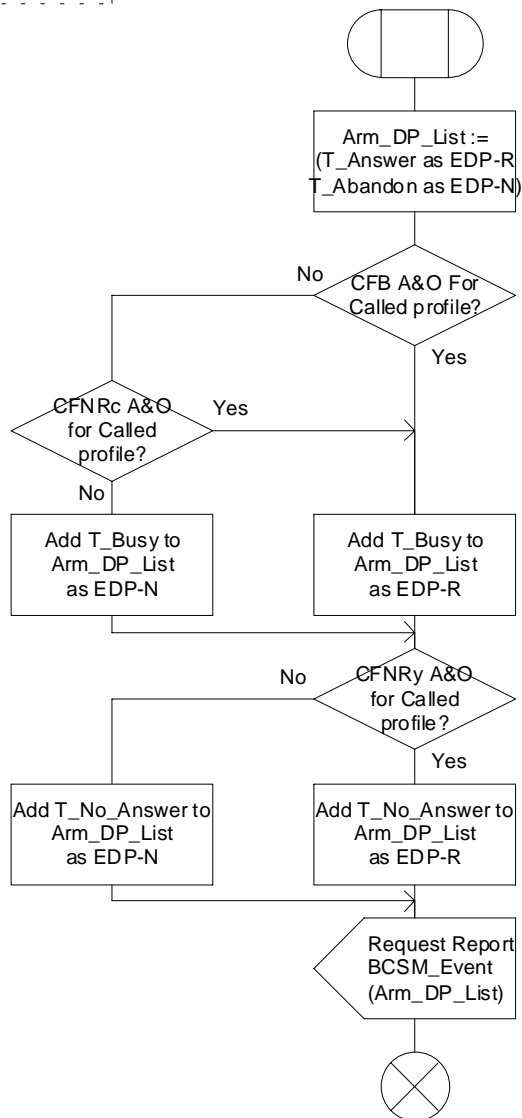 Arm_DP_List :=
(T_Answer as EDP-R
T_Abandon as EDP-N)
No
CFB A&O For
Called profile?
Yes
CFNRc A&O
for Called
profile?
Yes
No
Add T_Busy to
Arm_DP_List
as EDP-N
Add T_Busy to
Arm_DP_List
as EDP-R
No
CFNRy A&O
for Called
profile?
Yes
Add T_No_Answer to
Arm_DP_List
as EDP-N
Add T_No_Answer to
Arm_DP_List
as EDP-R
Request Report
BCSM_Event
(Arm_DP_List)